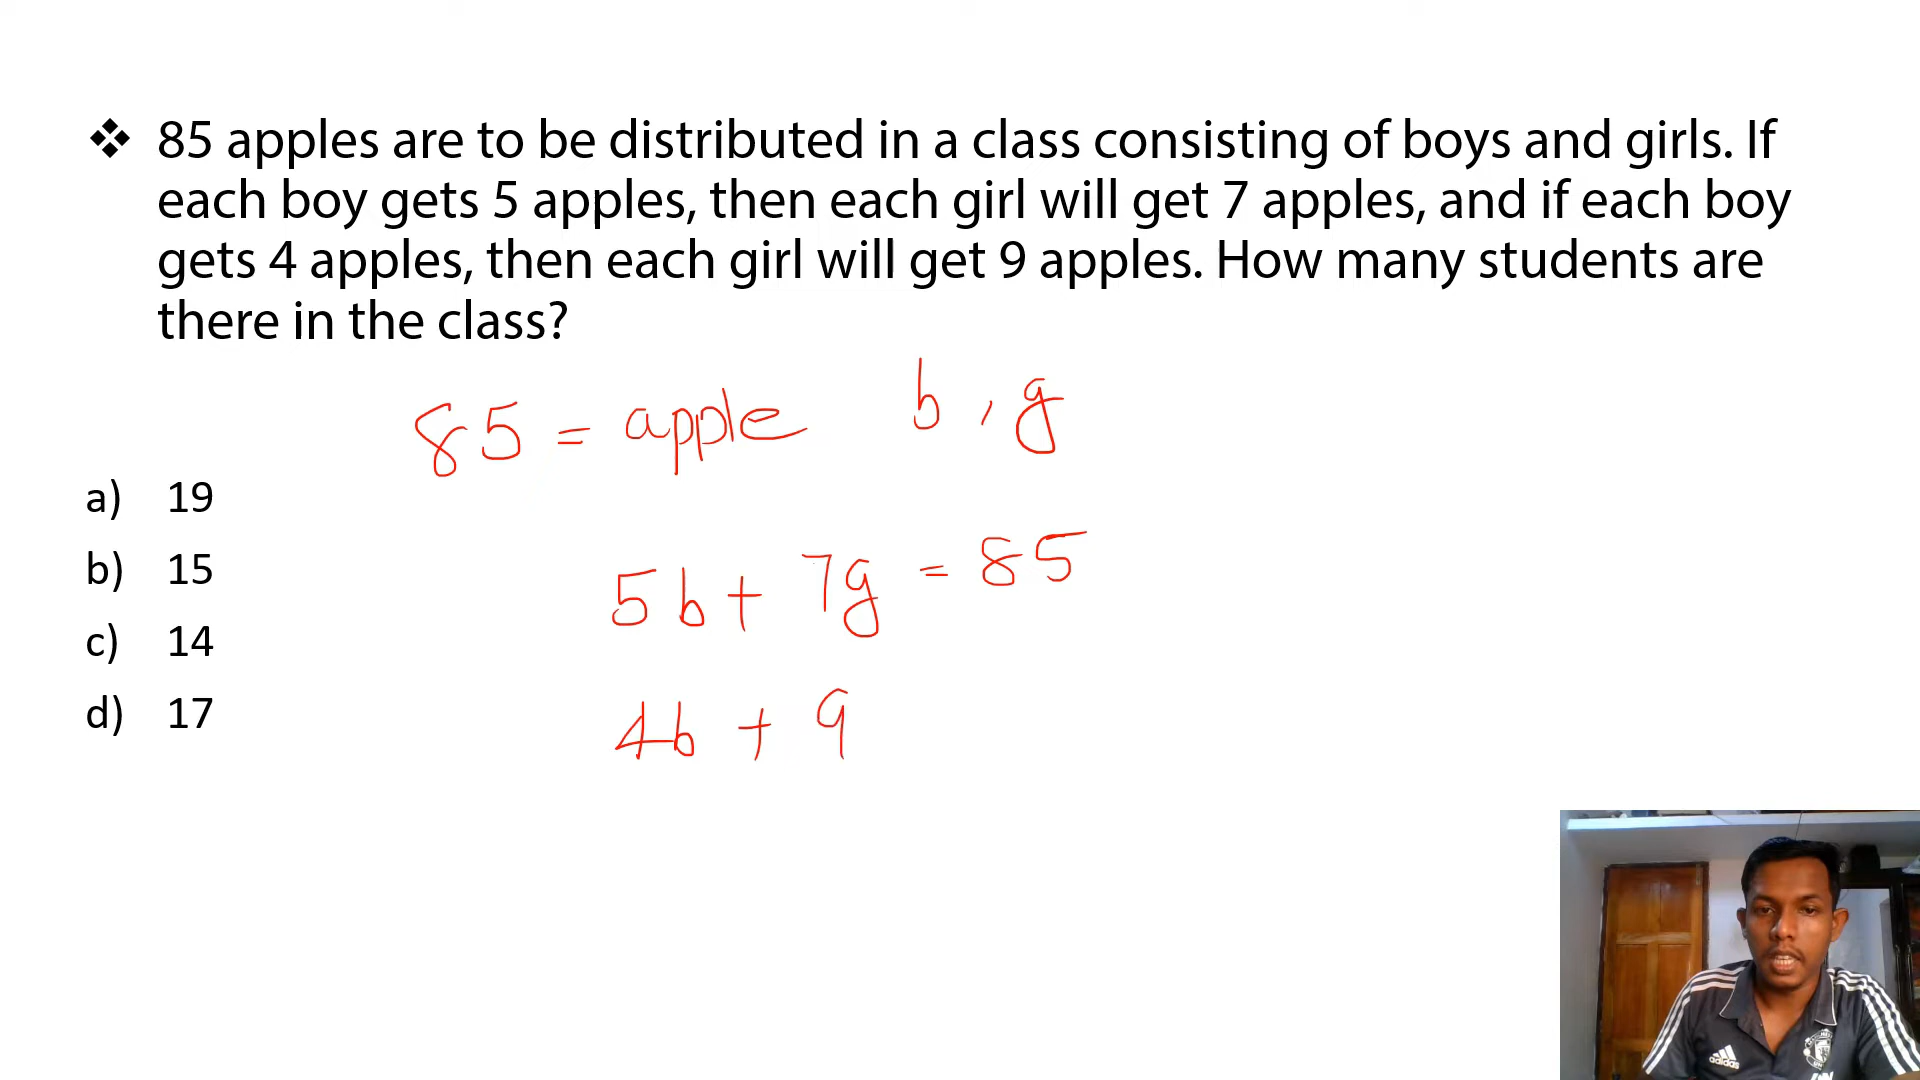 ❖ 85 apples are to be distributed in a class consisting of boys and girls. If
each boy gets 5 apples, then each girl will get 7 apples, and if each boy
gets 4 apples, then each girl will get 9 apples. How many students are
there in the class?
85 = apple b, g
a) 19
5b + 7g = 85
b) 15
c) 14
4b + 9
d) 17
adidas